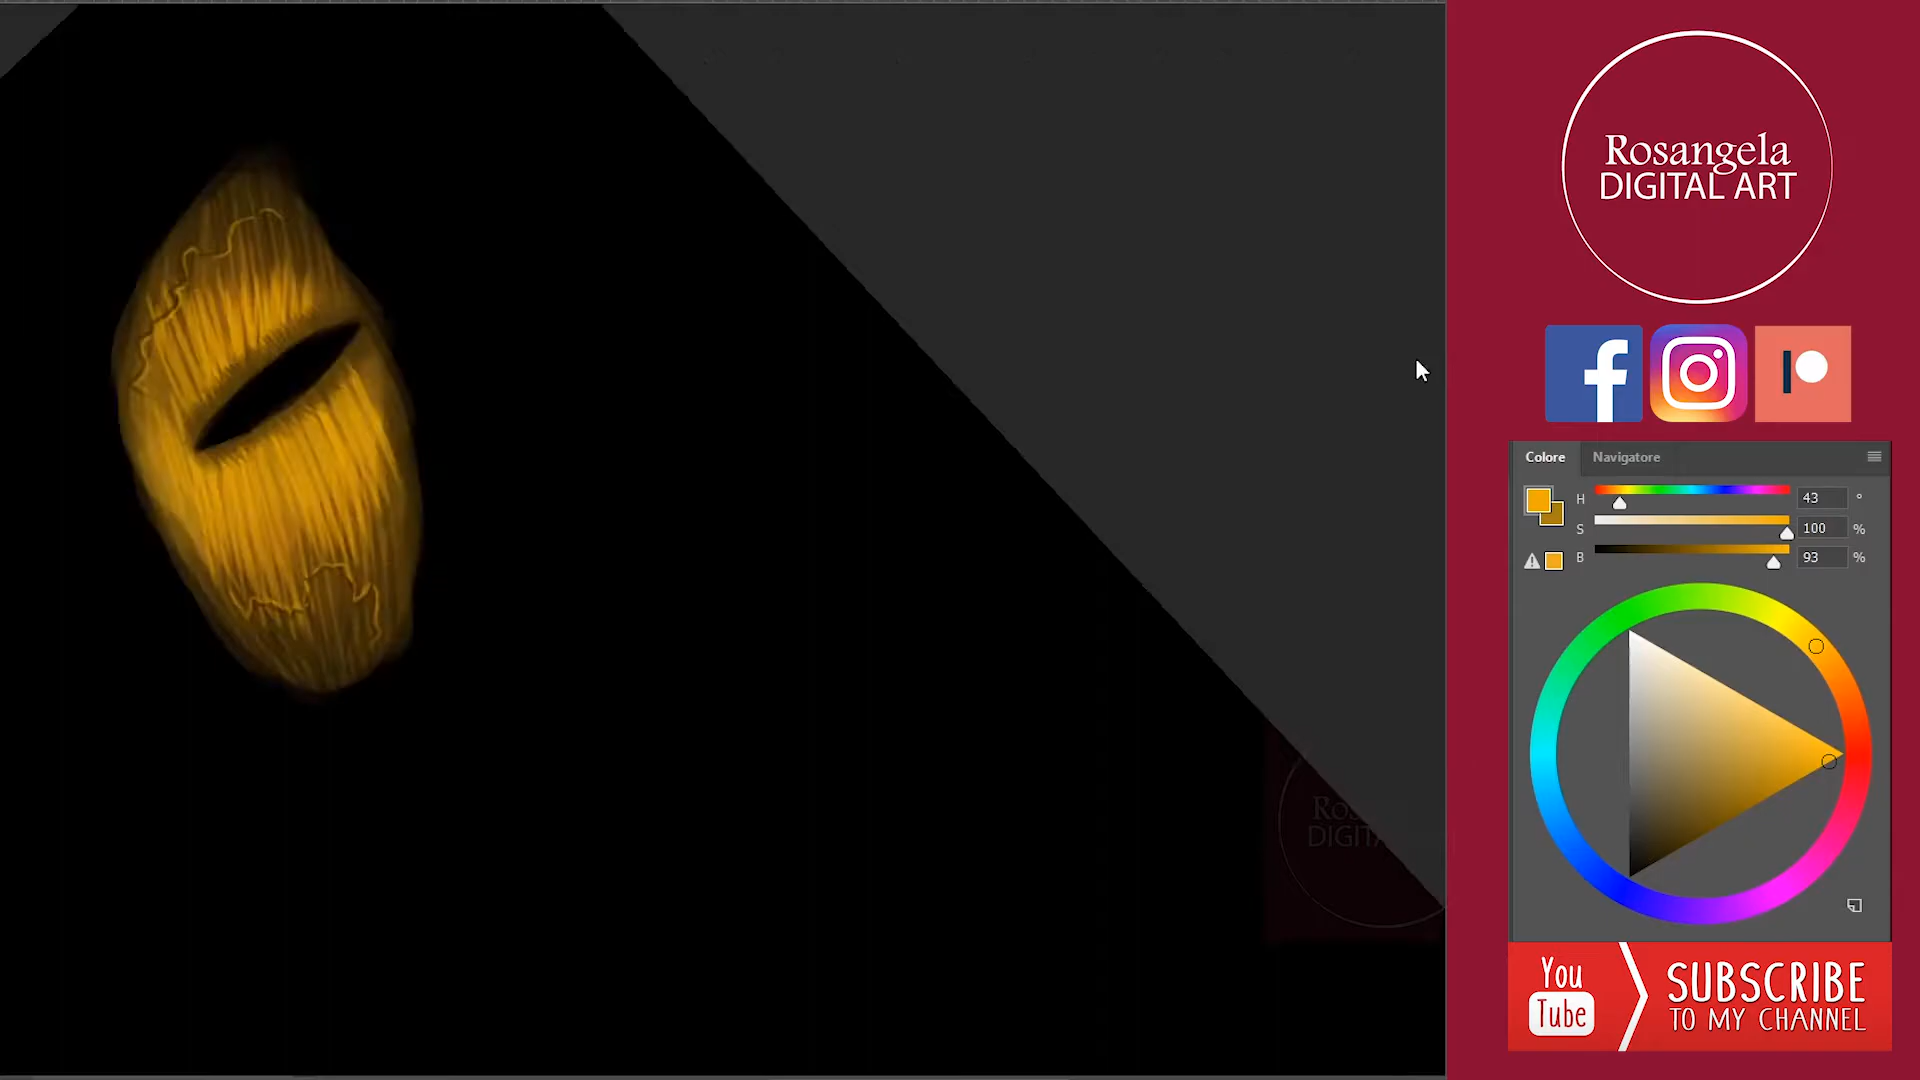 Rosangela
DIGITAL ART
Colore
Navigatore
H
43
°
S
100
%
B
93
%
You
Tube
SUBSCRIBE
TO MY CHANNEL